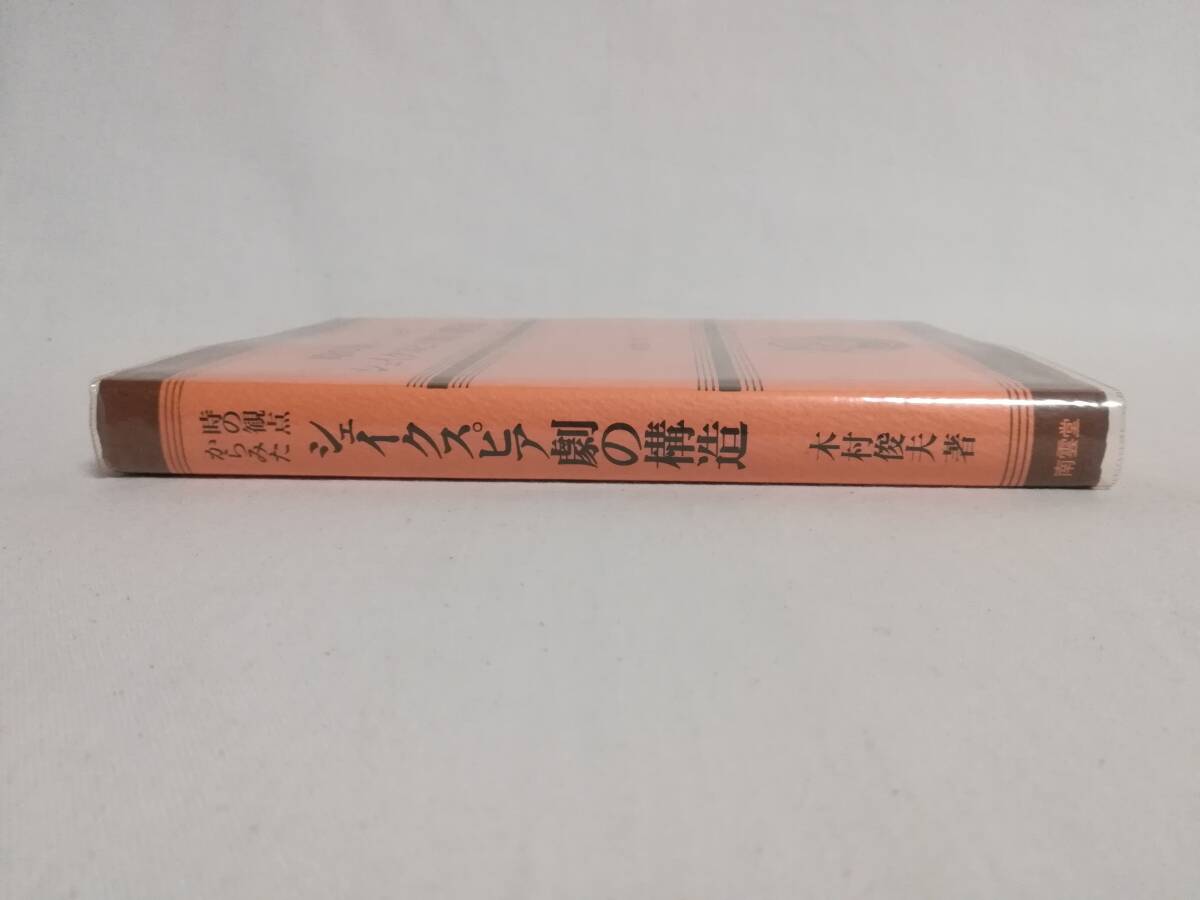 時の観点
からみた
シェイクスピア劇の構造
木村俊夫著
南雲堂